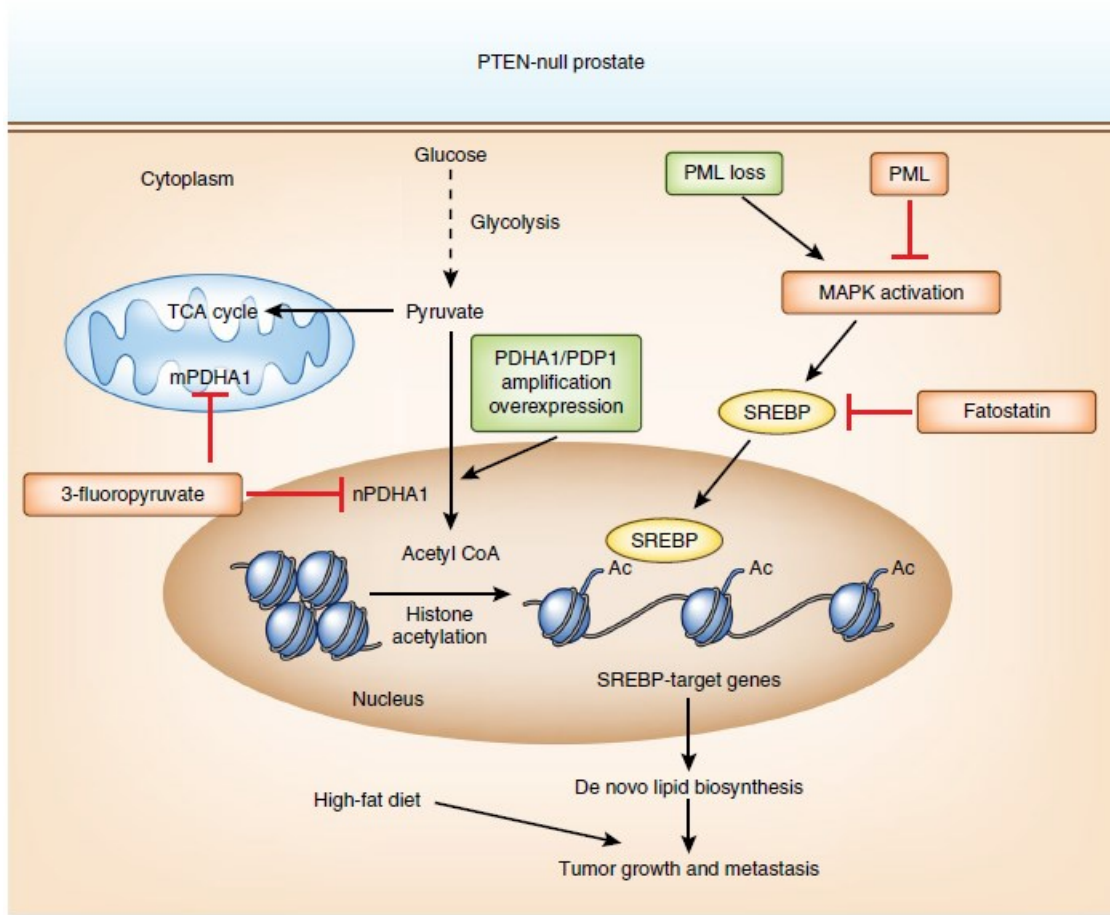 PTEN-null prostate
Cytoplasm
Glucose
Glycolysis
PML loss
PML
MAPK activation
TCA cycle
Pyruvate
mPDHA1
PDHA1/PDP1
amplification
overexpression
SREBP
Fatostatin
3-fluoropyruvate
nPDHA1
Acetyl CoA
SREBP
Ac
Ac
Ac
Histone
acetylation
Nucleus
SREBP-target genes
High-fat diet
De novo lipid biosynthesis
Tumor growth and metastasis